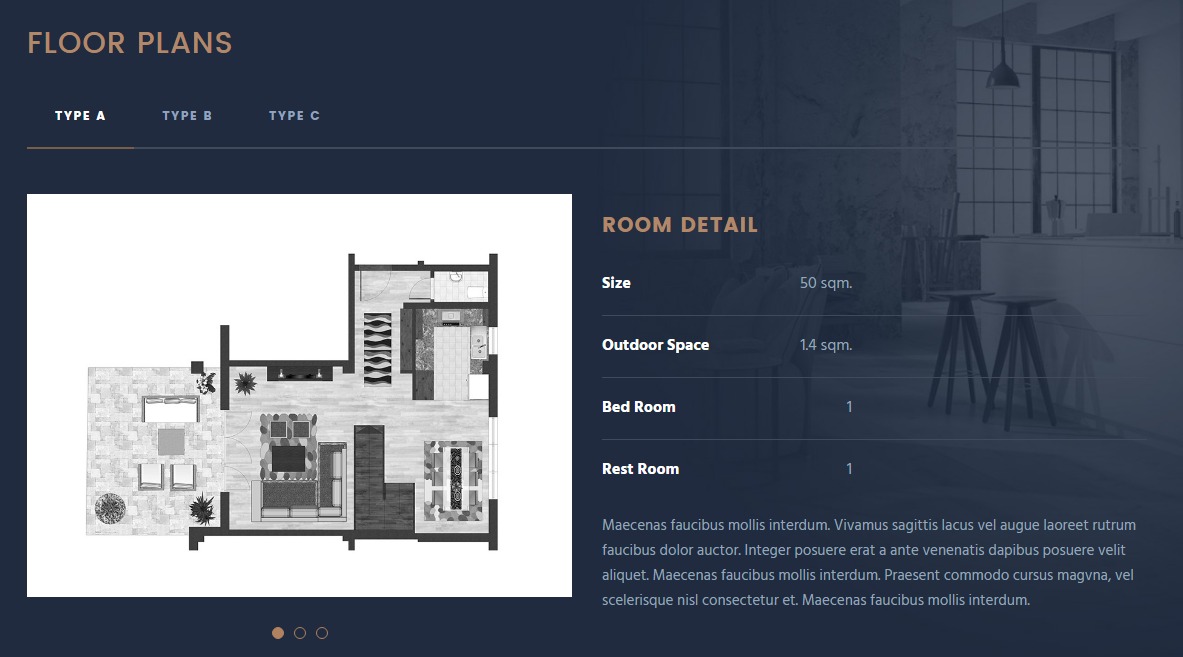 FLOOR PLANS
TYPE A TYPE B TYPE C
ROOM DETAIL
Size 50 sqm.
Outdoor Space 1.4 sqm.
Bed Room 1
Rest Room 1
Maecenas faucibus mollis interdum. Vivamus sagittis lacus vel augue laoreet rutrum
faucibus dolor auctor. Integer posuere erat a ante venenatis dapibus posuere velit
aliquet. Maecenas faucibus mollis interdum. Praesent commodo cursus magvna, vel
scelerisque nisl consectetur et. Maecenas faucibus mollis interdum.